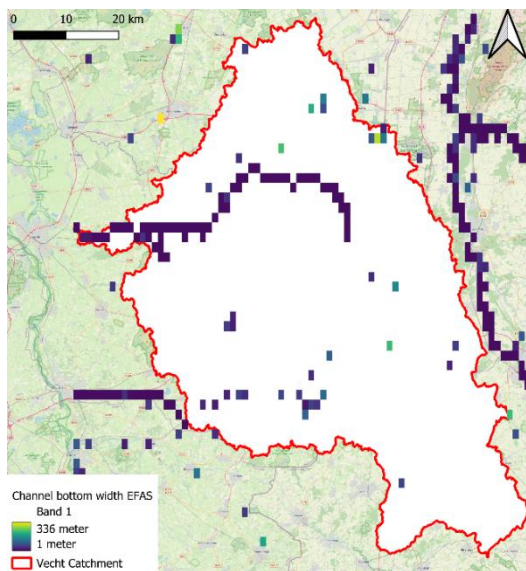 0 10 20 km
Channel bottom width EFAS
Band 1
336 meter
1 meter
Vecht Catchment